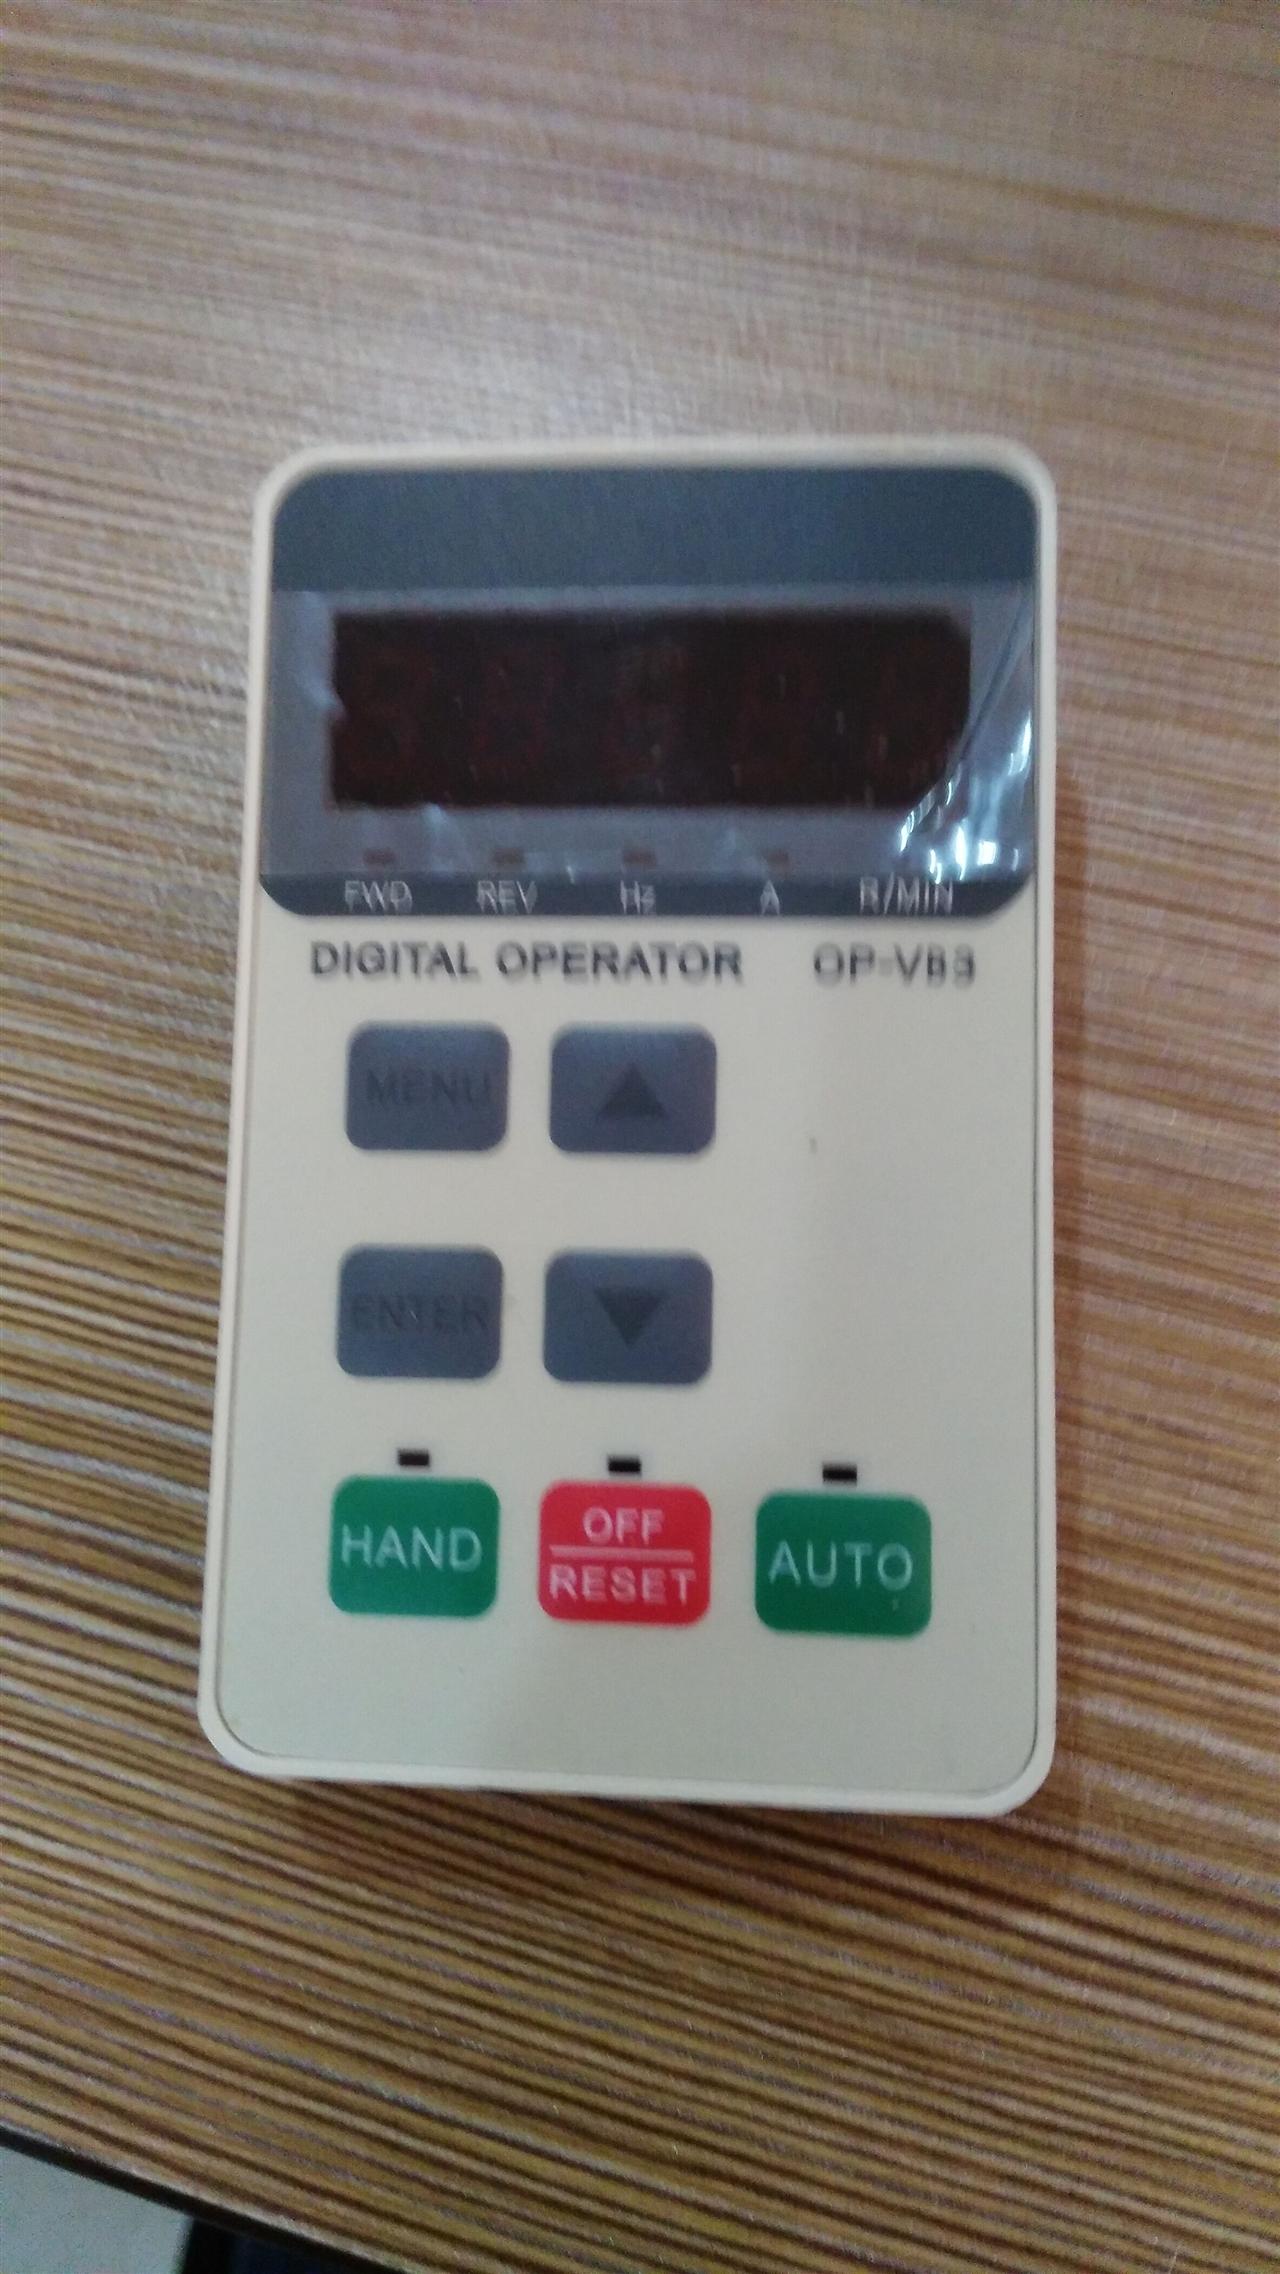 FWD REV Hz A R/MIN
DIGITAL OPERATOR
MENU
ENTER
HAND
OFF
RESET
AUTO